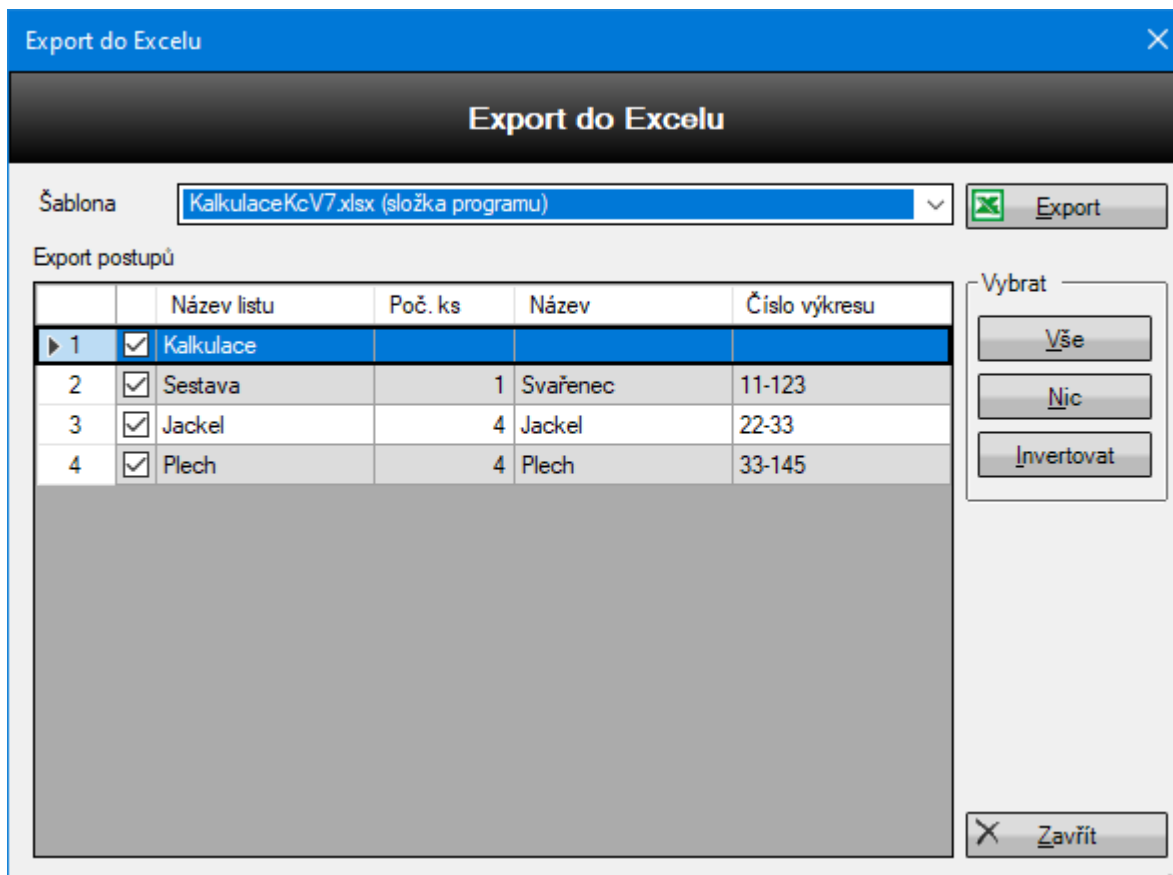 Export do Excelu
Export do Excelu
Šablona KalkulaceKcV7.xlsx (složka programu) Export
Export postupů
Vybrat
Název listu Poč. ks Název Číslo výkresu
1 Kalkulace
Vše
2 Sestava 1 Svařenec 11-123
Nic
3 Jackel 4 Jackel 22-33
4 Plech 4 Plech 33-145
Invertovat
Zavřít